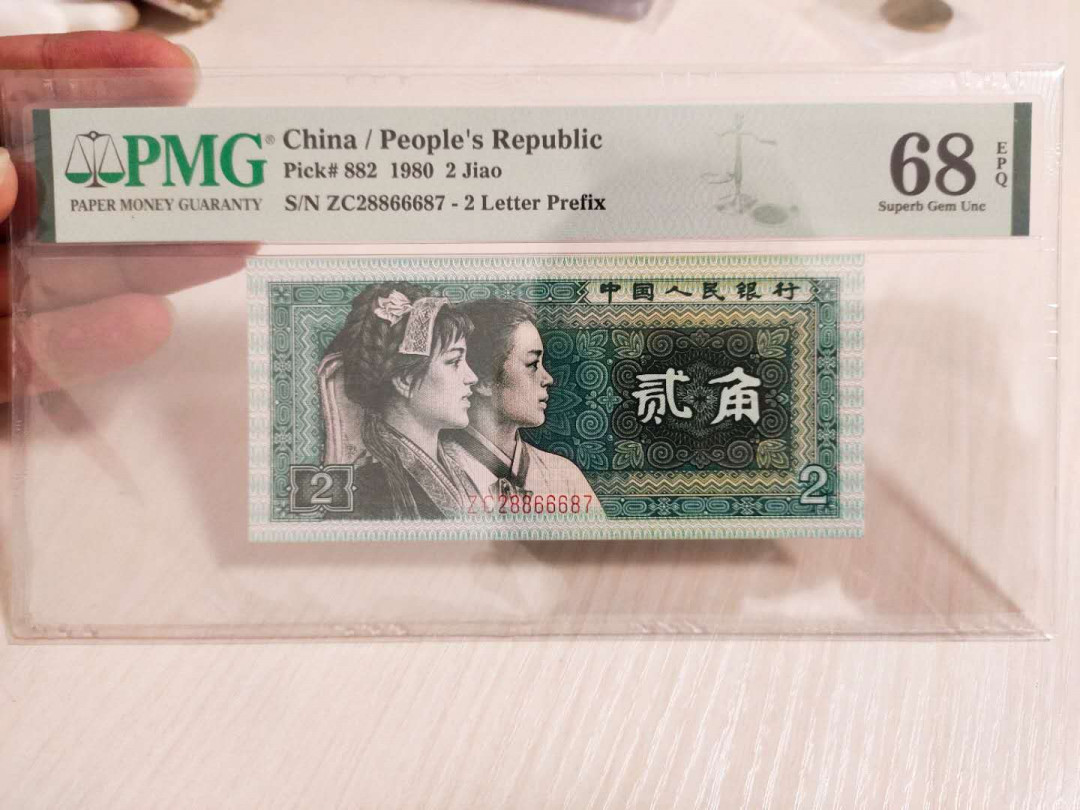 PMG®
PAPER MONEY GUARANTY
China / People's Republic
Pick# 882 1980 2 Jiao
S/N ZC28866687 - 2 Letter Prefix
68
EPQ
Superb Gem Unc
中国人民银行
贰角
2
2
ZC28866687